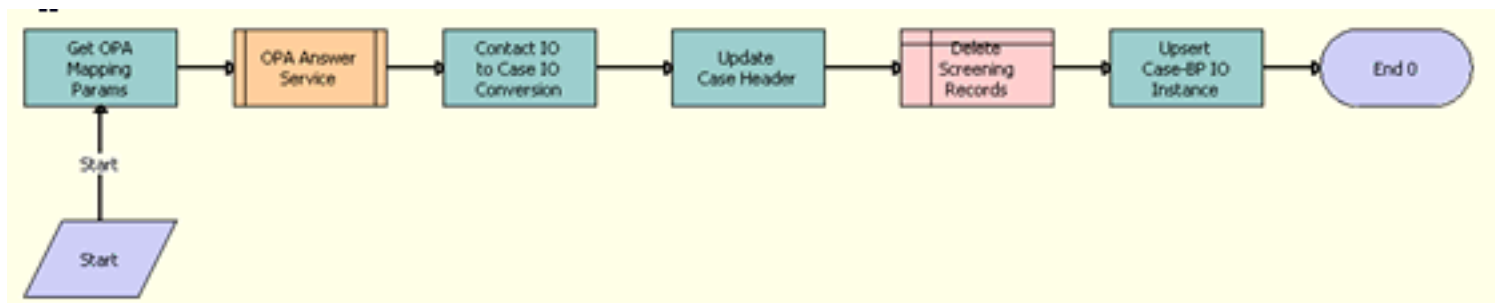 Get OPA
Mapping
Params
OPA Answer
Service
Contact IO
to Case IO
Conversion
Update
Case Header
Delete
Screening
Records
Upsert
Case-BP IO
Instance
End 0
Start
Start